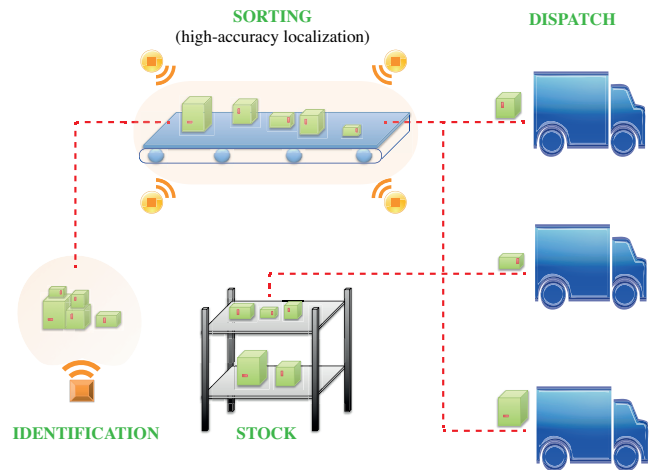 SORTING
(high-accuracy localization)
DISPATCH
IDENTIFICATION
STOCK